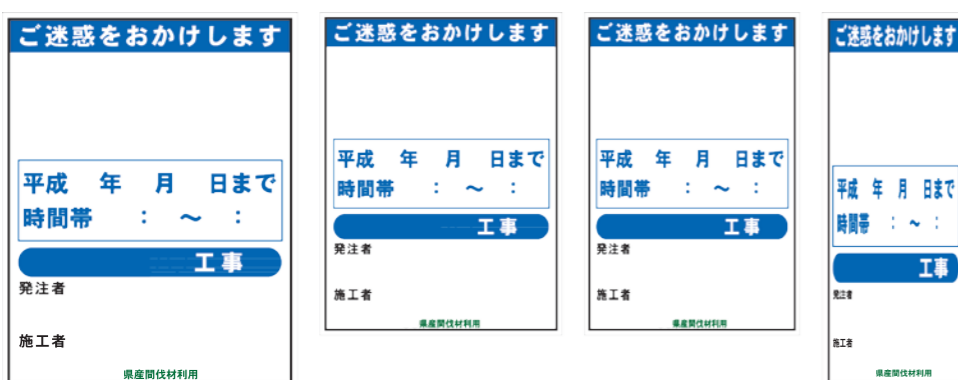 ご迷惑をおかけします
平成 年 月 日まで
時間帯 : ～ :
工事
発注者
施工者
県産間伐材利用
ご迷惑をおかけします
平成 年 月 日まで
時間帯 : ～ :
工事
発注者
施工者
県産間伐材利用
ご迷惑をおかけします
平成 年 月 日まで
時間帯 : ～ :
工事
発注者
施工者
県産間伐材利用
ご迷惑をおかけします
平成 年 月 日まで
時間帯 : ～ :
工事
発注者
施工者
県産間伐材利用